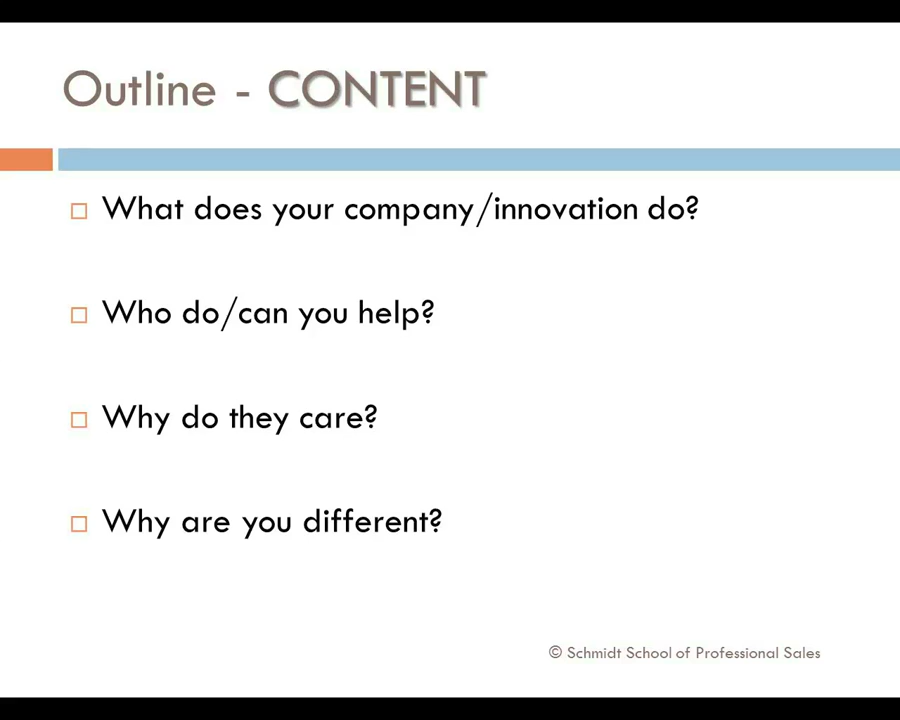 Outline - CONTENT
What does your company/innovation do?
Who do/can you help?
Why do they care?
Why are you different?
© Schmidt School of Professional Sales